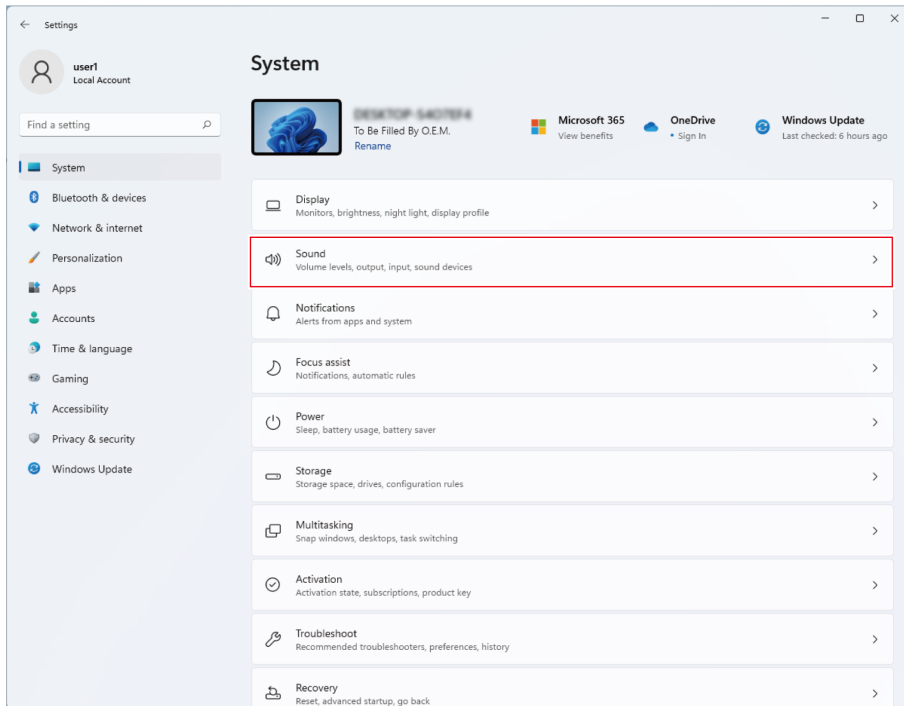 Settings
user1
Local Account
Find a setting
System
Bluetooth & devices
Network & internet
Personalization
Apps
Accounts
Time & language
Gaming
Accessibility
Privacy & security
Windows Update
System
To Be Filled By O.E.M.
Rename
Microsoft 365
View benefits
OneDrive
• Sign In
Windows Update
Last checked: 6 hours ago
Display
Monitors, brightness, night light, display profile
Sound
Volume levels, output, input, sound devices
Notifications
Alerts from apps and system
Focus assist
Notifications, automatic rules
Power
Sleep, battery usage, battery saver
Storage
Storage space, drives, configuration rules
Multitasking
Snap windows, desktops, task switching
Activation
Activation state, subscriptions, product key
Troubleshoot
Recommended troubleshooters, preferences, history
Recovery
Reset, advanced startup, go back